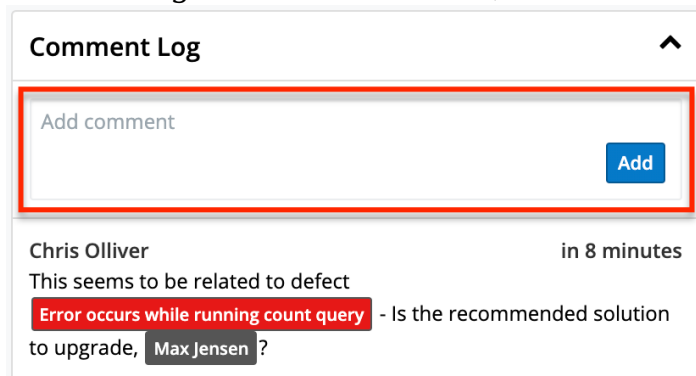 Comment Log
Add comment
Add
Chris Olliver in 8 minutes
This seems to be related to defect
Error occurs while running count query - Is the recommended solution
to upgrade, Max Jensen ?